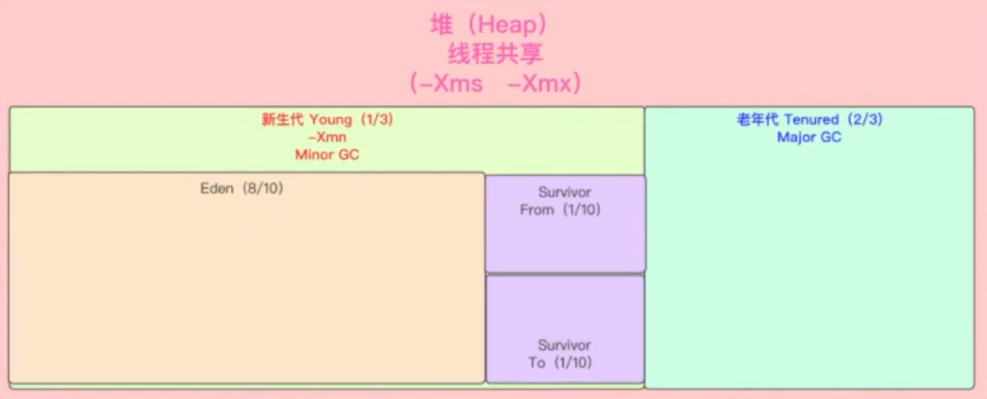 堆（Heap）
线程共享
（-Xms -Xmx）
新生代 Young（1/3）
-Xmn
Minor GC
老年代 Tenured（2/3）
Major GC
Eden（8/10）
Survivor
From（1/10）
Survivor
To（1/10）